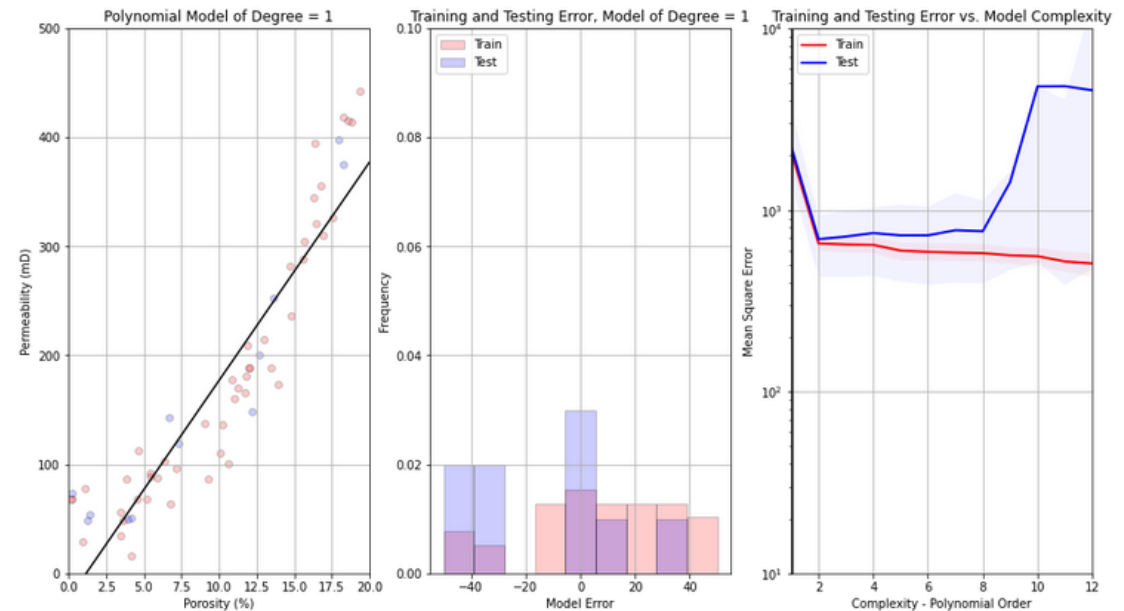 Polynomial Model of Degree = 1
500
400
300
200
100
0
0.0 2.5 5.0 7.5 10.0 12.5 15.0 17.5 20.0
Porosity (%)
Permeability (mD)
Training and Testing Error, Model of Degree = 1
Train
Test
0.10
0.08
0.06
0.04
0.02
0.00
−40 −20 0 20 40
Model Error
Frequency
Training and Testing Error vs. Model Complexity
Train
Test
10⁴
10³
10²
10¹
2 4 6 8 10 12
Complexity - Polynomial Order
Mean Square Error